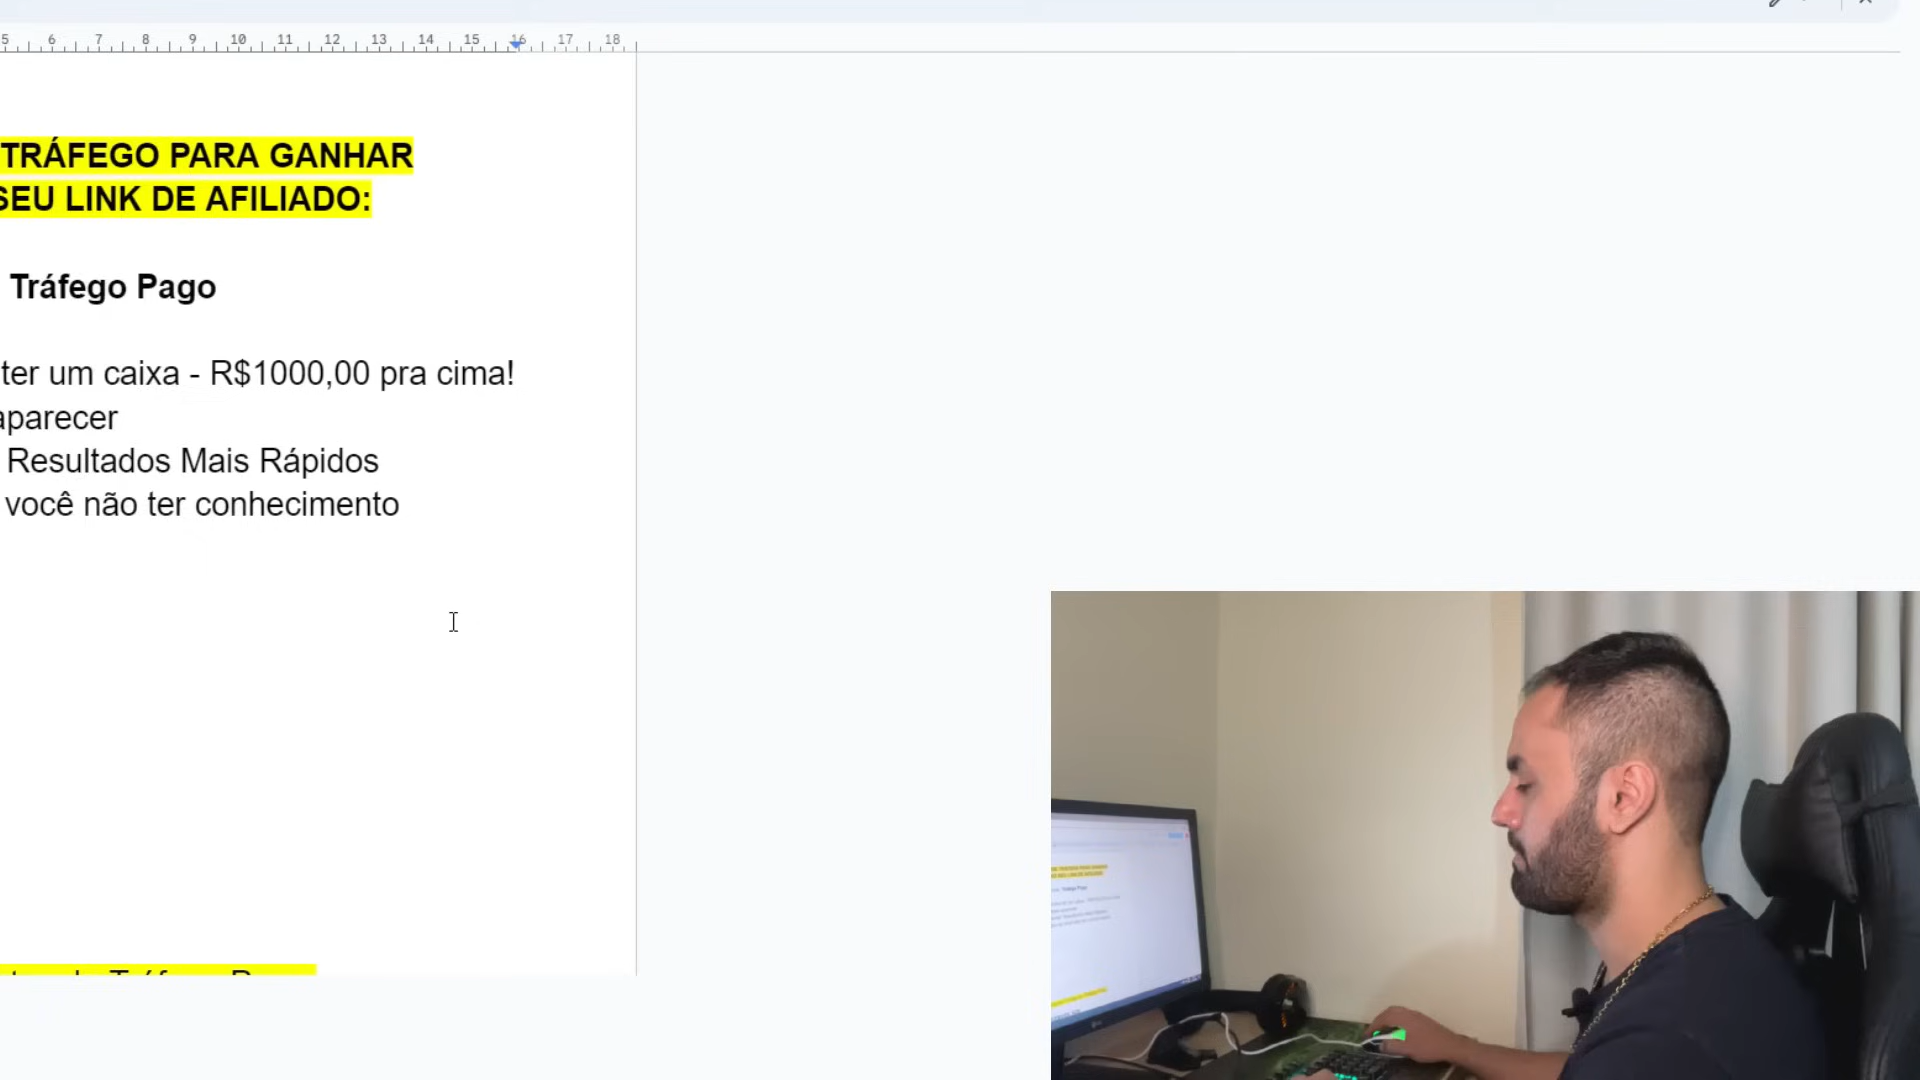 5 6 7 8 9 10 11 12 13 14 15 16 17 18
TRÁFEGO PARA GANHAR
SEU LINK DE AFILIADO:
Tráfego Pago
ter um caixa - R$1000,00 pra cima!
aparecer
Resultados Mais Rápidos
você não ter conhecimento